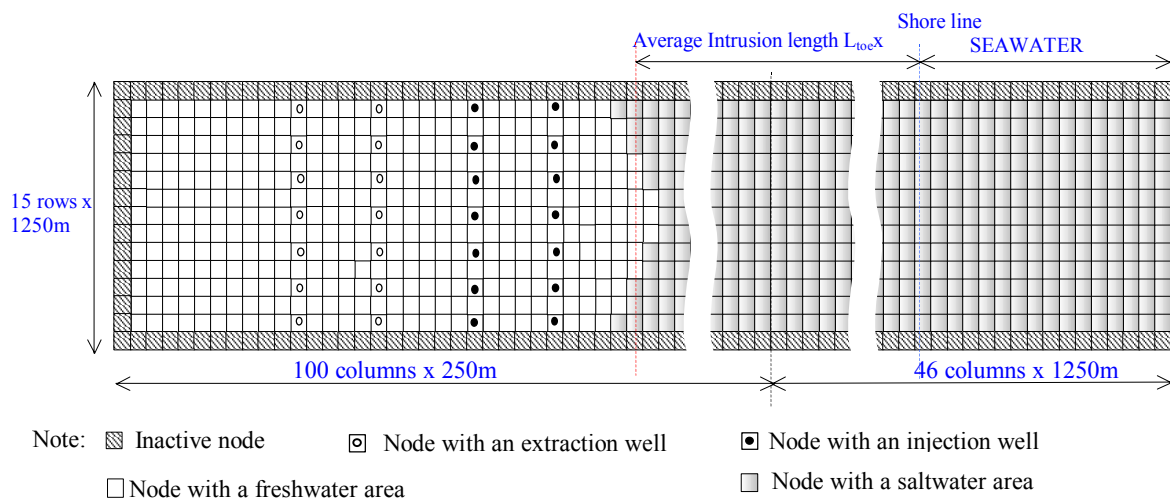 Shore line
Average Intrusion length Ltoex
SEAWATER
15 rows x
1250m
100 columns x 250m
46 columns x 1250m
Note:
Inactive node
Node with an extraction well
Node with an injection well
Node with a freshwater area
Node with a saltwater area